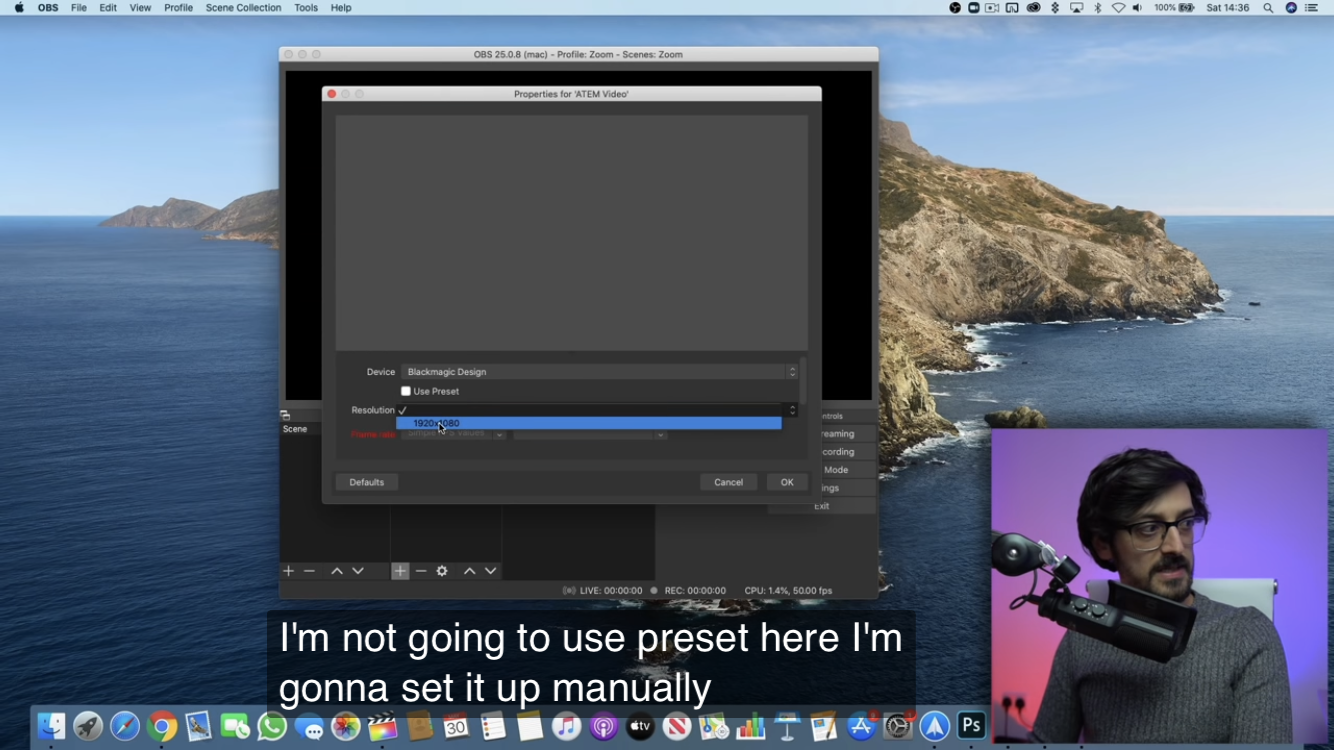 OBS File Edit View Profile Scene Collection Tools Help 100% Sat 14:36
OBS 25.0.8 (mac) - Profile: Zoom - Scenes: Zoom
Properties for 'ATEM Video'
Device Blackmagic Design
Use Preset
Resolution
1920x1080
Frame rate
Defaults Cancel OK
ontrols
Scene
reaming
cording
Mode
ings
Exit
LIVE: 00:00:00 REC: 00:00:00 CPU: 1.4%, 50.00 fps
I'm not going to use preset here I'm
gonna set it up manually
30
tv
Ps